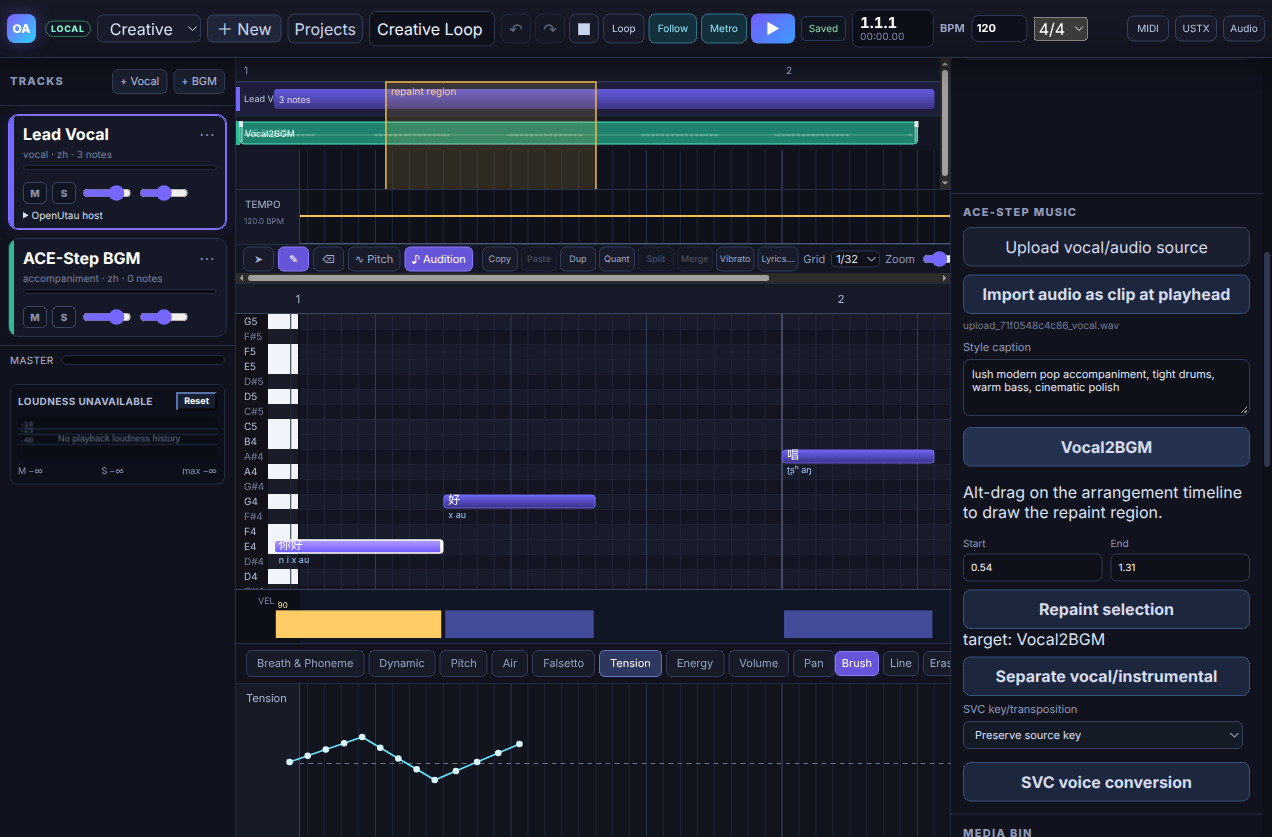 OA LOCAL Creative + New Projects Creative Loop Loop Follow Metro Saved 1.1.1 00:00.00 BPM 120 4/4 MIDI USTX Audio
TRACKS + Vocal + BGM
Lead Vocal ...
vocal · zh · 3 notes
M S
OpenUtau host
ACE-Step BGM ...
accompaniment · zh · 0 notes
M S
MASTER
LOUDNESS UNAVAILABLE Reset
-14
-23
-40 No playback loudness history
M −∞ S −∞ max −∞
1 2
Lead V 3 notes repaint region
Vocal2BGM
TEMPO
120.0 BPM
Pitch Audition Copy Paste Dup Quant Split Merge Vibrato Lyrics... Grid 1/32 Zoom
1 2
G5
F#5
F5
E5
D#5
D5
C#5
C5
B4
A#4 唱
A4 tʂʰ aŋ
G#4
G4 好
F#4 x au
F4
E4 你好
D#4 n i x au
D4
VEL 90
Breath & Phoneme Dynamic Pitch Air Falsetto Tension Energy Volume Pan Brush Line Eras
Tension
ACE-STEP MUSIC
Upload vocal/audio source
Import audio as clip at playhead
upload_71f0548c4c86_vocal.wav
Style caption
lush modern pop accompaniment, tight drums,
warm bass, cinematic polish
Vocal2BGM
Alt-drag on the arrangement timeline
to draw the repaint region.
Start End
0.54 1.31
Repaint selection
target: Vocal2BGM
Separate vocal/instrumental
SVC key/transposition
Preserve source key
SVC voice conversion
MEDIA BIN